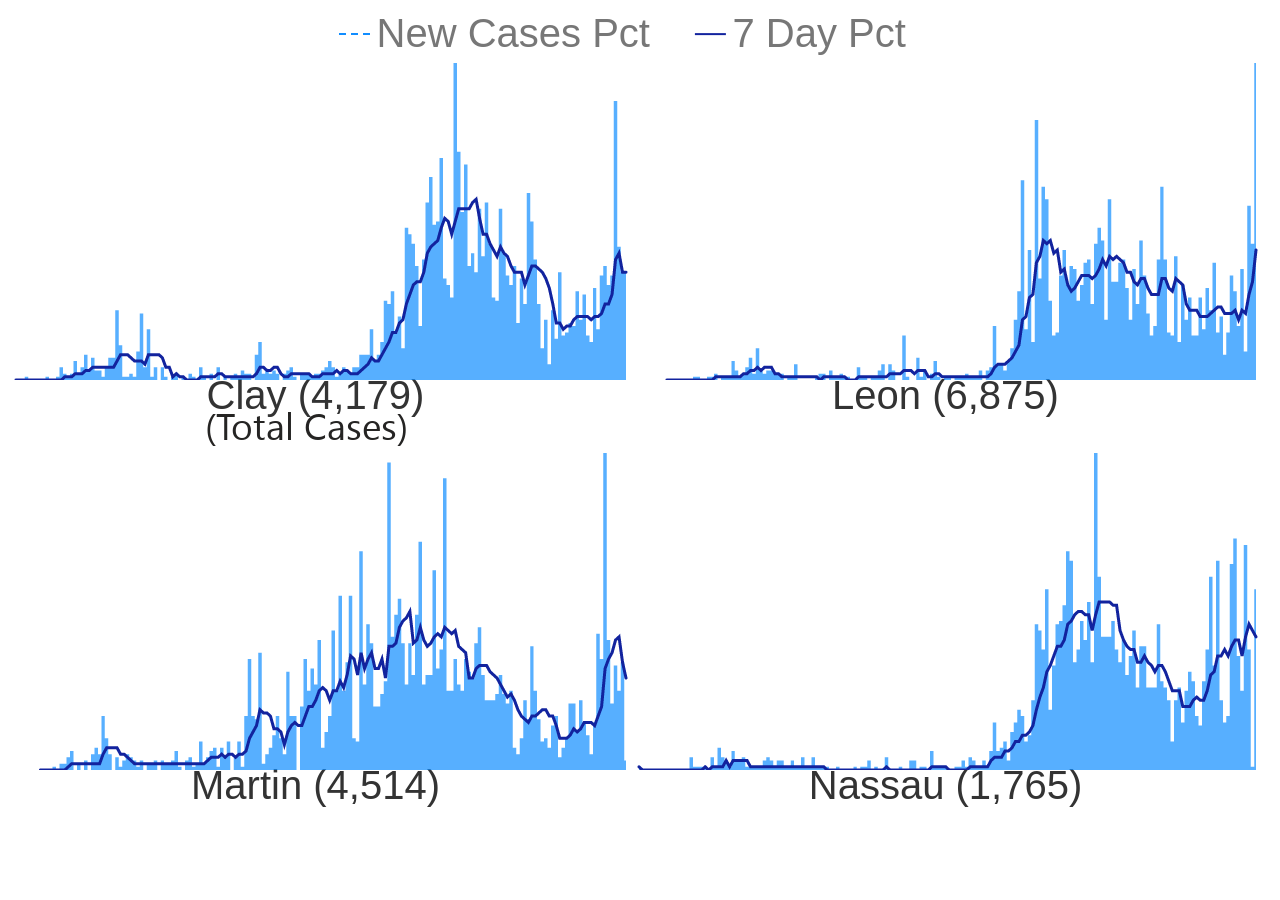 New Cases Pct 7 Day Pct
Clay (4,179) Leon (6,875)
(Total Cases)
Martin (4,514) Nassau (1,765)